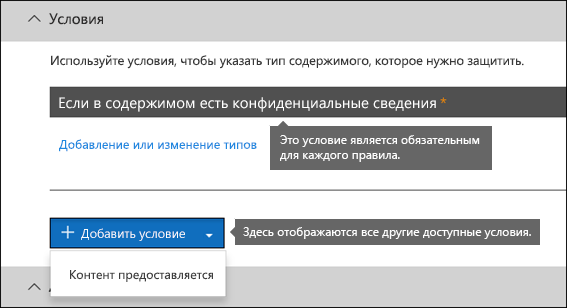 Условия
Используйте условия, чтобы указать тип содержимого, которое нужно защитить.
Если в содержимом есть конфиденциальные сведения *
Это условие является обязательным
для каждого правила.
Добавление или изменение типов
+ Добавить условие
Здесь отображаются все другие доступные условия.
Контент предоставляется